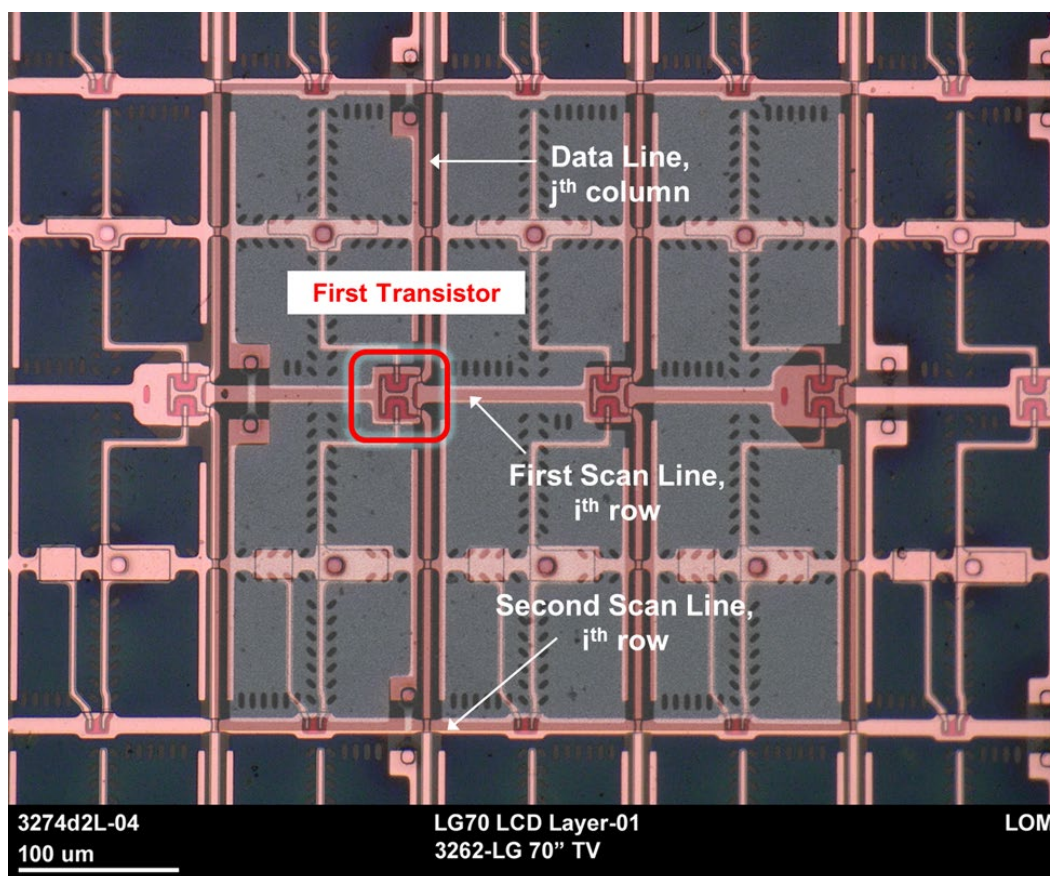 Data Line,
jth column
First Transistor
First Scan Line,
ith row
Second Scan Line,
ith row
3274d2L-04
LG70 LCD Layer-01
LOM
100 um
3262-LG 70” TV